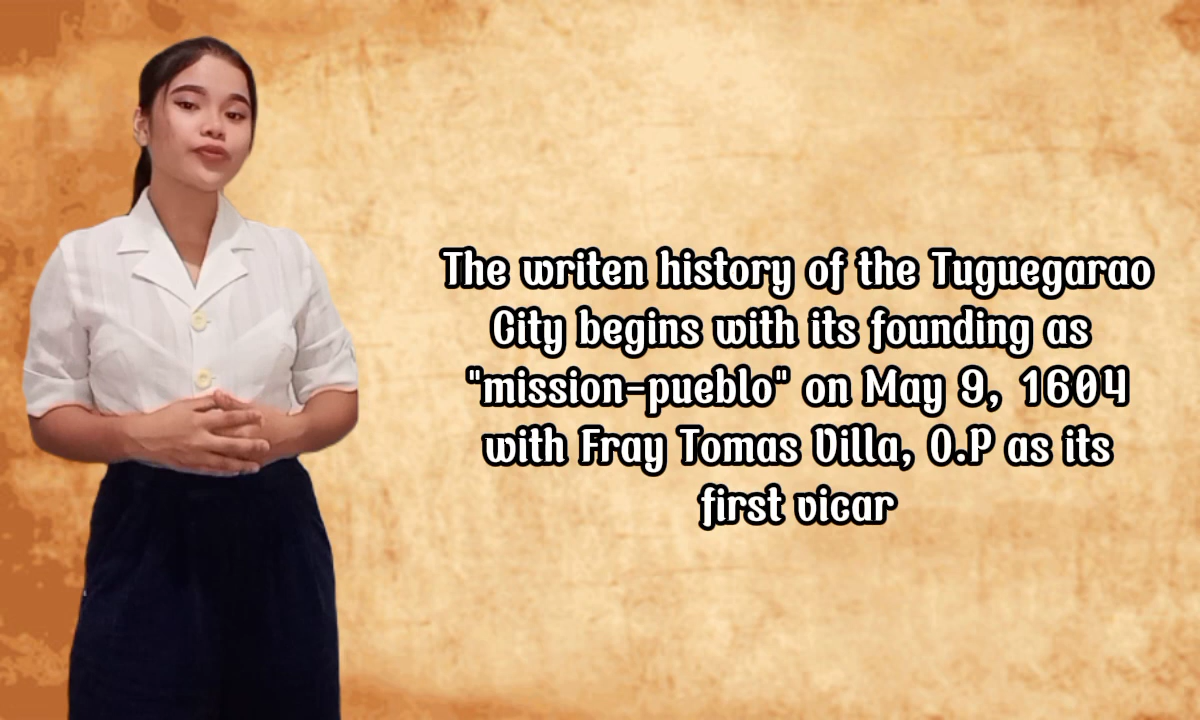 The writen history of the Tuguegarao
City begins with its founding as
"mission-pueblo" on May 9, 1604
with Fray Tomas Villa, O.P as its
first vicar